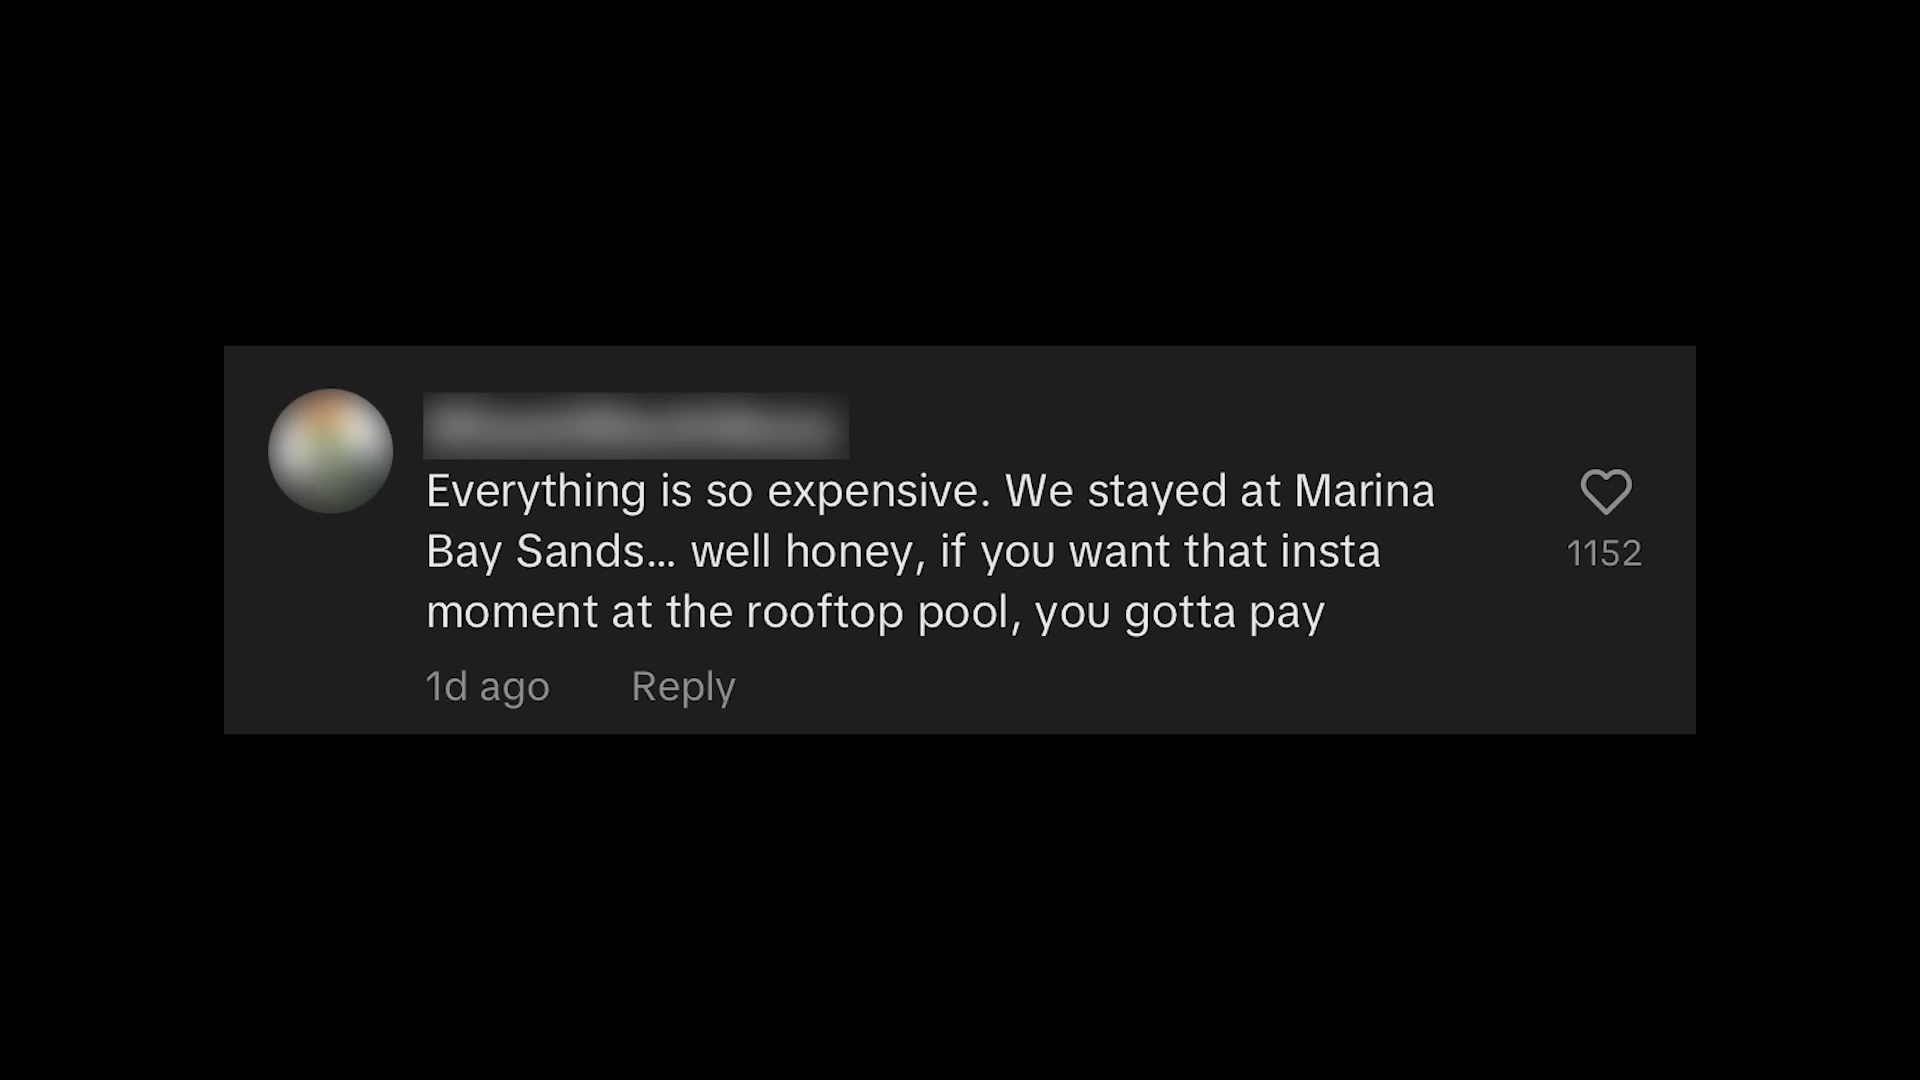 Everything is so expensive. We stayed at Marina
Bay Sands... well honey, if you want that insta
moment at the rooftop pool, you gotta pay
1152
1d ago Reply